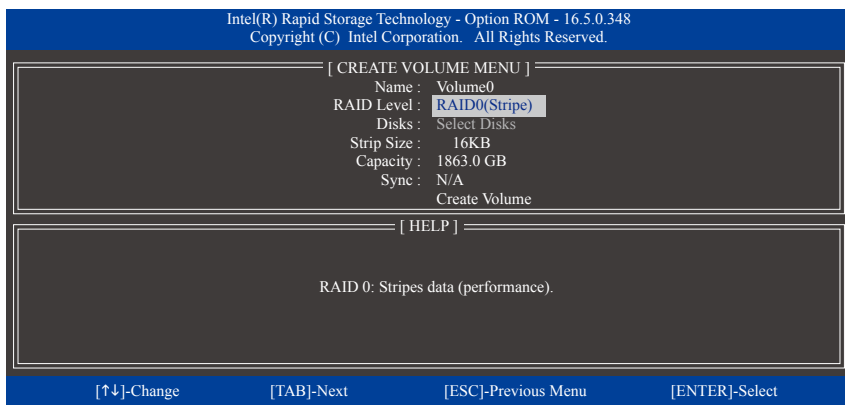 Intel(R) Rapid Storage Technology - Option ROM - 16.5.0.348
Copyright (C) Intel Corporation. All Rights Reserved.
[ CREATE VOLUME MENU ]
Name : Volume0
RAID Level : RAID0(Stripe)
Disks : Select Disks
Strip Size : 16KB
Capacity : 1863.0 GB
Sync : N/A
Create Volume
[ HELP ]
RAID 0: Stripes data (performance).
[↑↓]-Change [TAB]-Next [ESC]-Previous Menu [ENTER]-Select